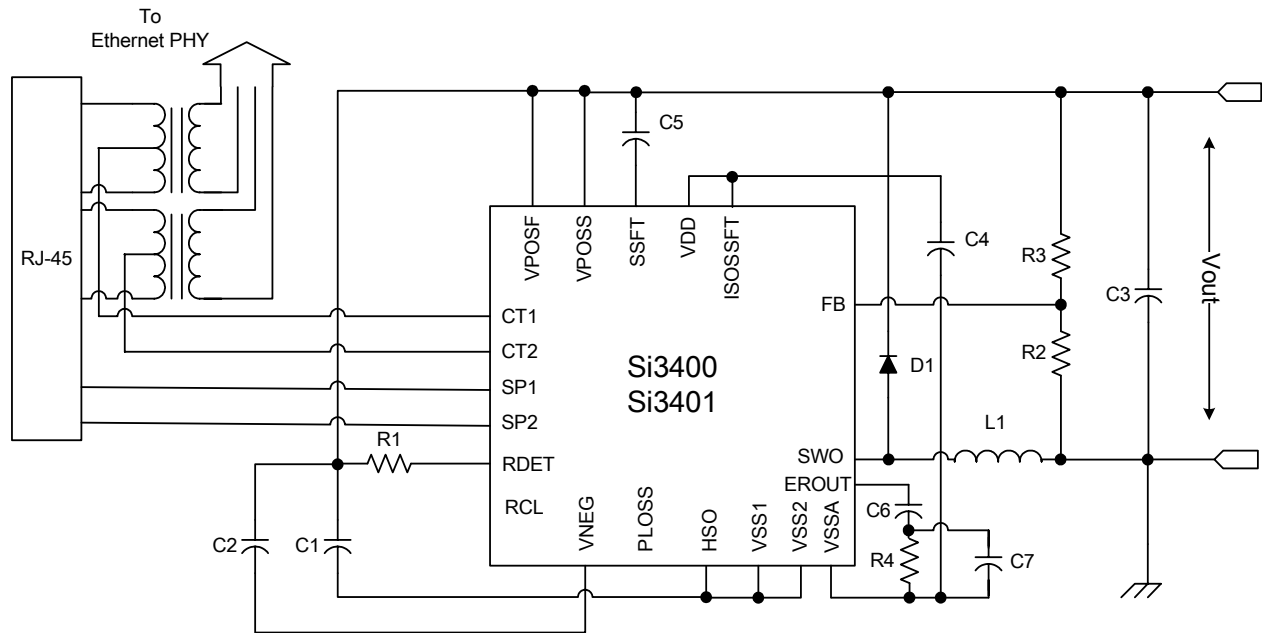 To
Ethernet PHY
RJ-45
C5
VPOSF
VPOSS
SSFT
VDD
ISOSSFT
C4
R3
C3
Vout
CT1
CT2
SP1
SP2
FB
R2
Si3400
Si3401
D1
L1
R1
RDET
SWO
EROUT
RCL
VNEG
PLOSS
HSO
VSS1
VSS2
VSSA
C6
C2
C1
R4
C7